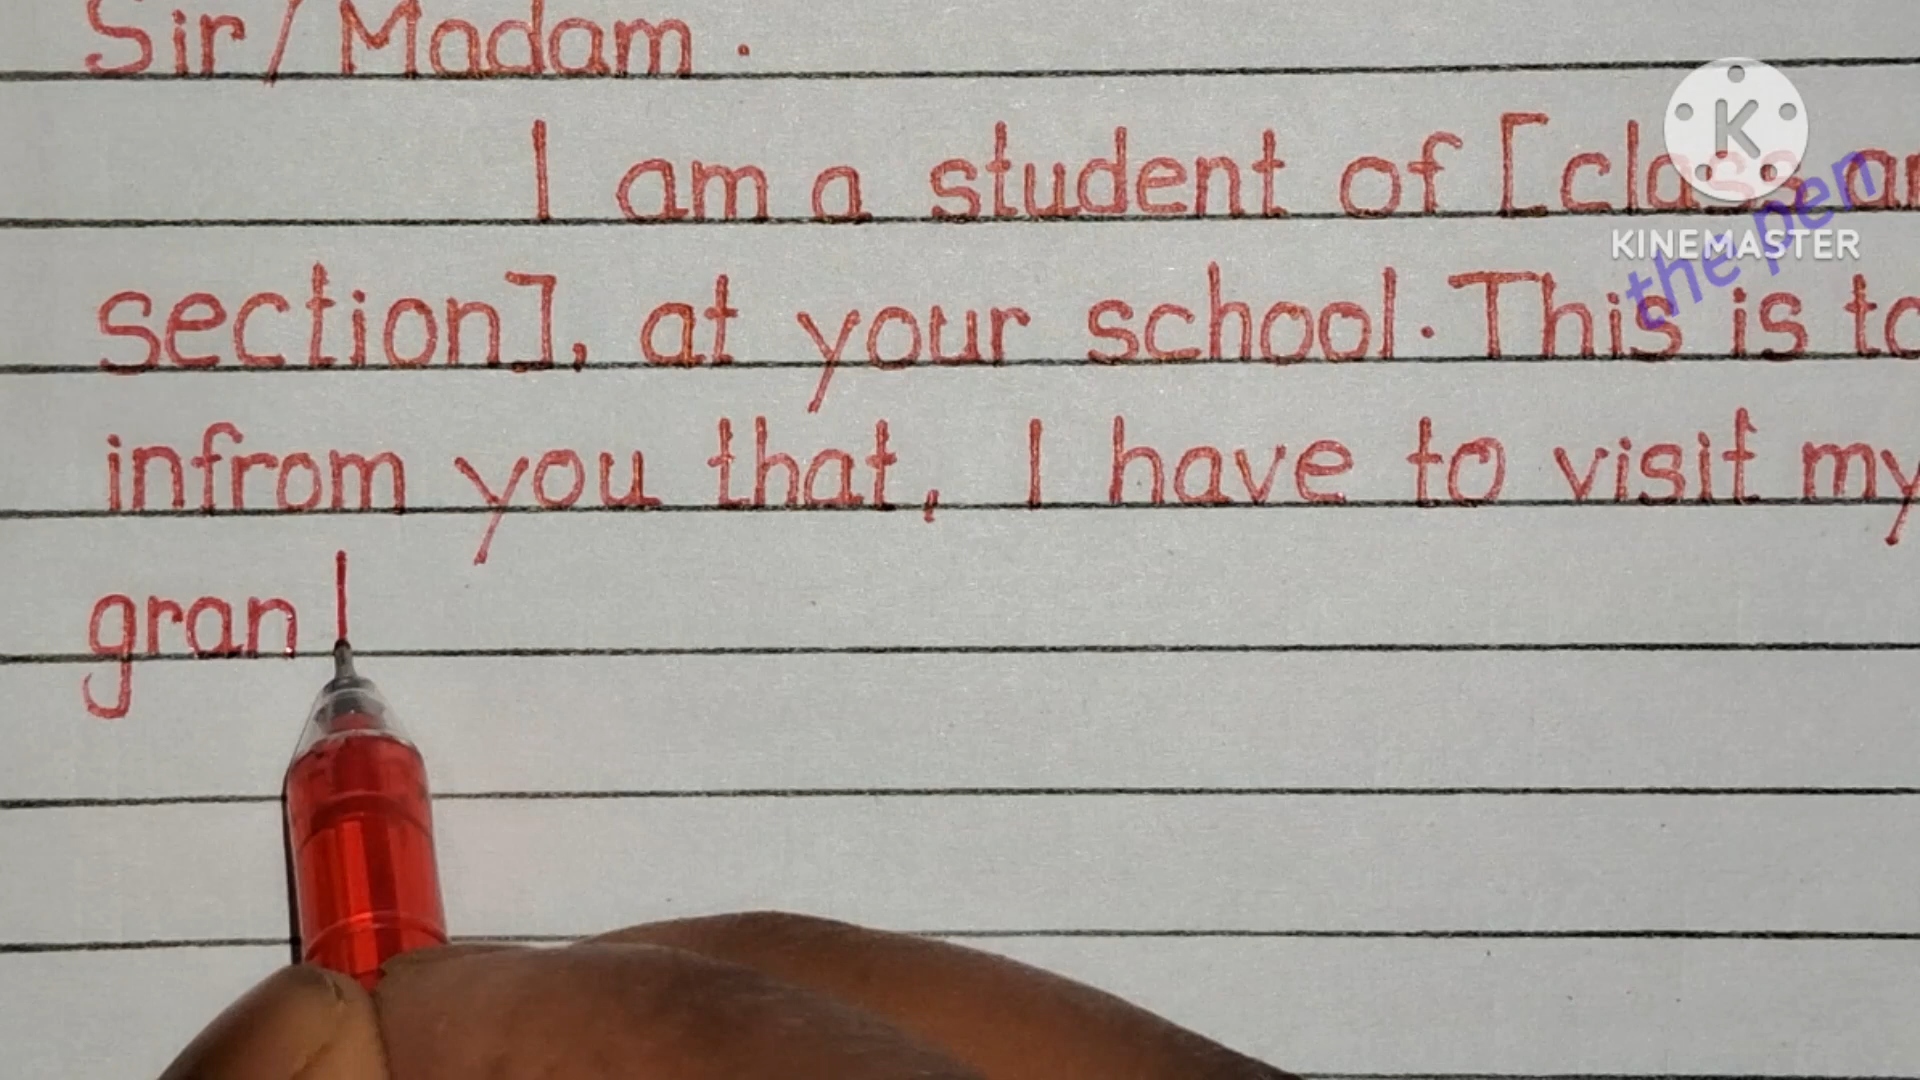 Sir/Madam.
I am a student of [class an
section], at your school. This is to
infrom you that, I have to visit my
gran
K
KINEMASTER
the pen